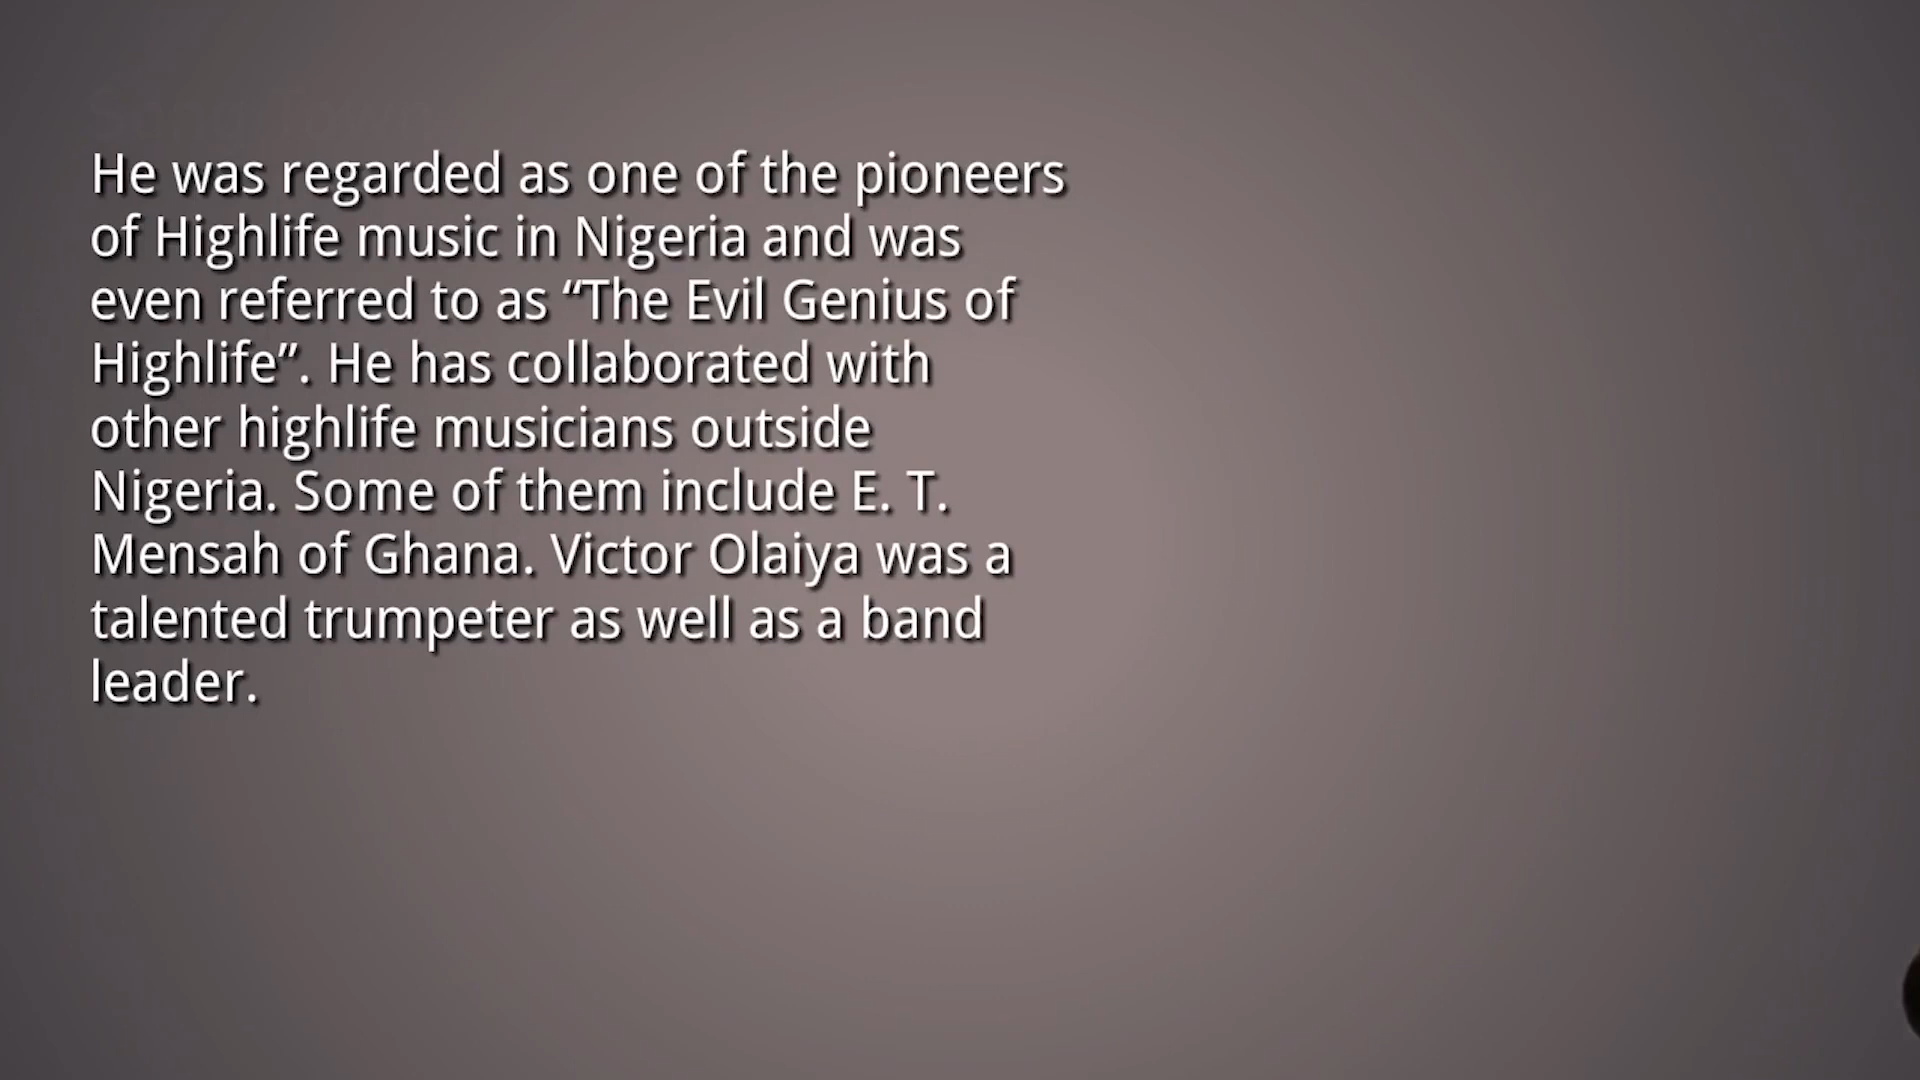 He was regarded as one of the pioneers
of Highlife music in Nigeria and was
even referred to as “The Evil Genius of
Highlife”. He has collaborated with
other highlife musicians outside
Nigeria. Some of them include E. T.
Mensah of Ghana. Victor Olaiya was a
talented trumpeter as well as a band
leader.